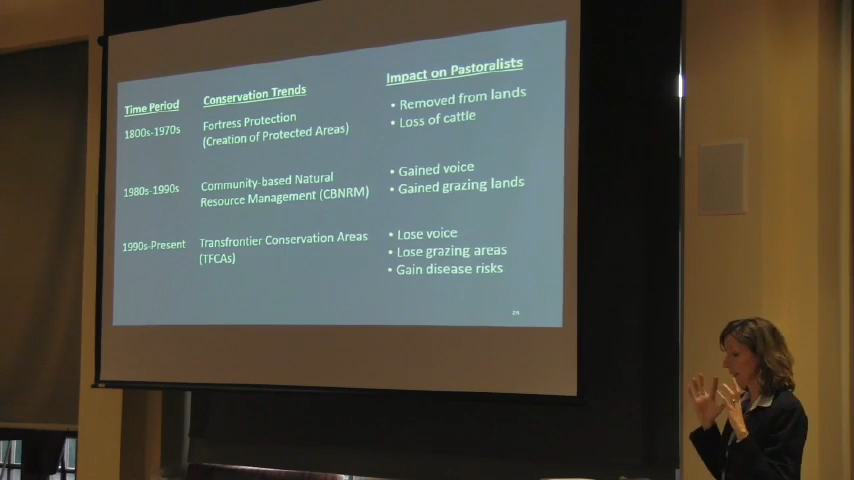 Time Period Conservation Trends Impact on Pastoralists
1800s-1970s Fortress Protection • Removed from lands
(Creation of Protected Areas) • Loss of cattle
1980s-1990s Community-based Natural • Gained voice
Resource Management (CBNRM) • Gained grazing lands
1990s-Present Transfrontier Conservation Areas • Lose voice
(TFCAs) • Lose grazing areas
• Gain disease risks